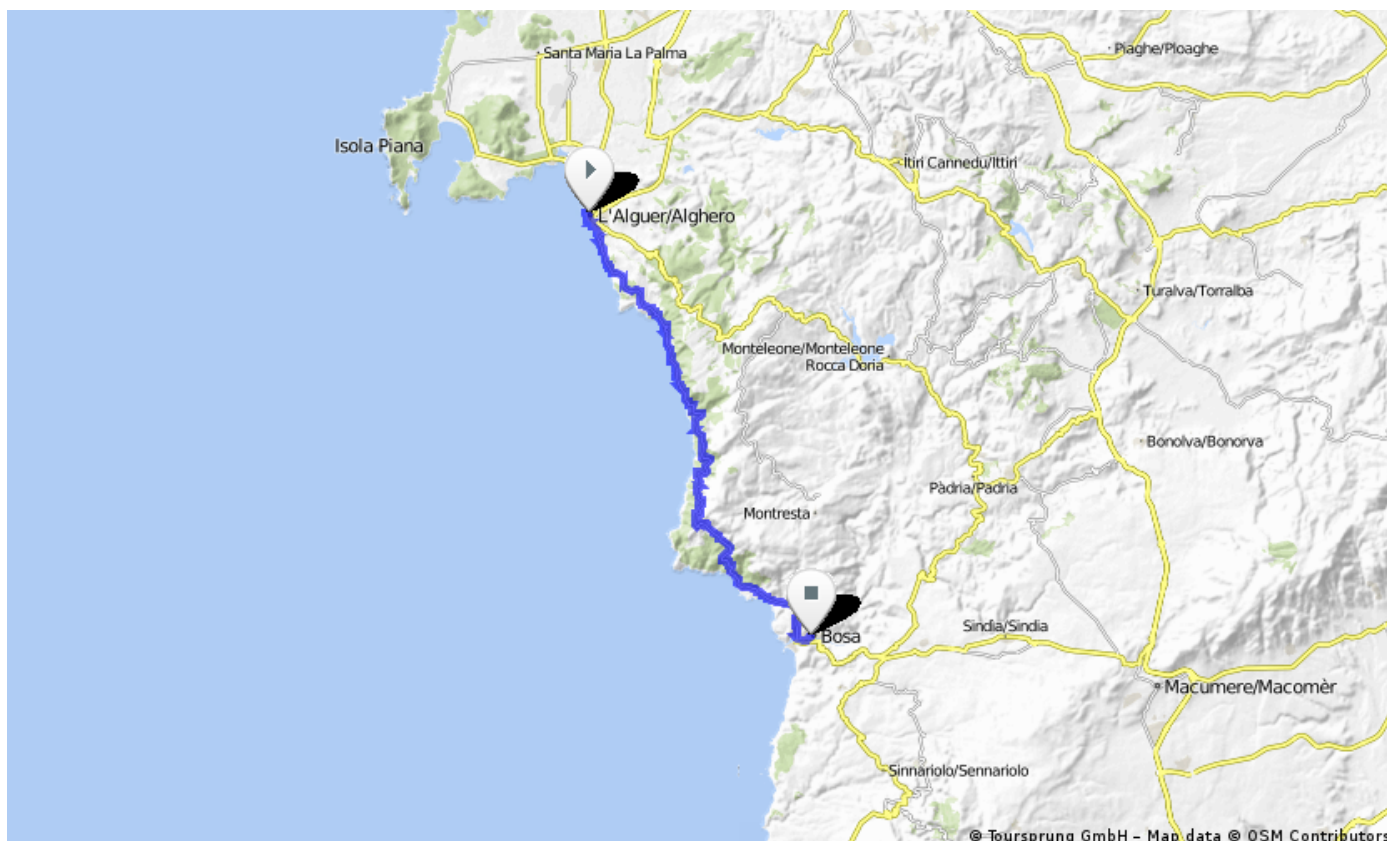 Piaghe/Ploaghe
Santa Maria La Palma
Isola Piana
Itiri Cannedu/Ittiri
L'Alguer/Alghero
Turalva/Torralba
Monteleone/Monteleone
Rocca Doria
Bonolva/Bonorva
Pàdria/Padria
Montresta
Sindia/Sindia
Bosa
Macumere/Macomèr
Sinnariolo/Sennariolo
© Toursprung GmbH – Map data © OSM Contributors